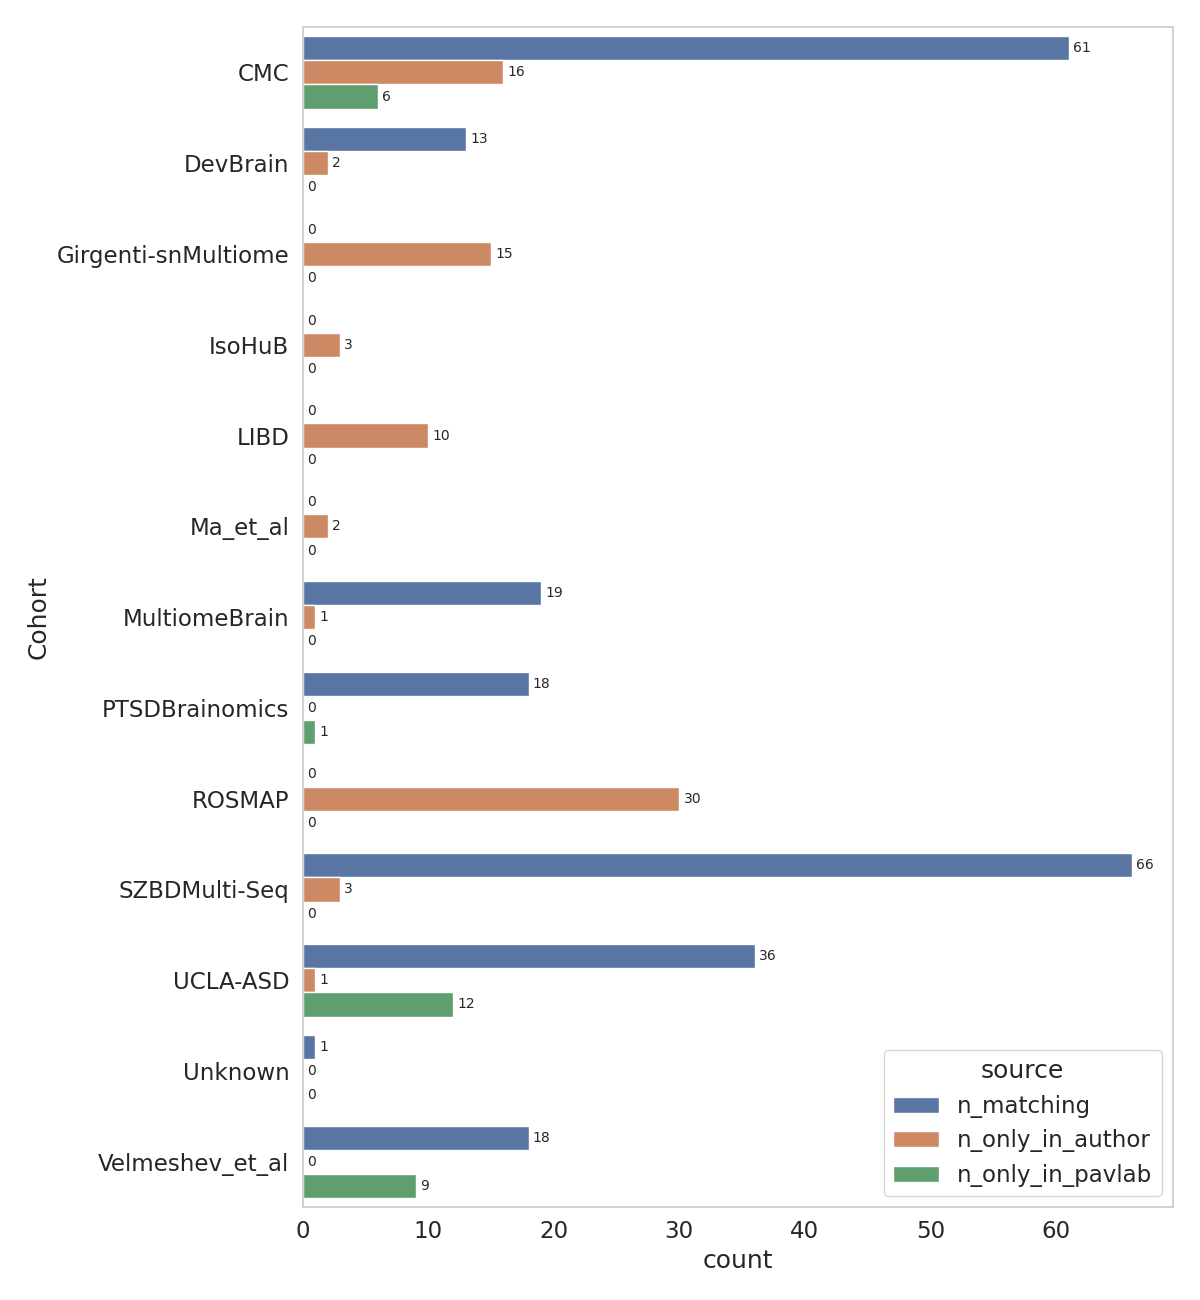 CMC
61
16
6
DevBrain
13
2
0
Girgenti-snMultiome
0
15
0
IsoHuB
0
3
0
LIBD
0
10
0
Ma_et_al
0
2
0
MultiomeBrain
19
1
0
PTSDBrainomics
18
0
1
ROSMAP
0
30
0
SZBDMulti-Seq
66
3
0
UCLA-ASD
36
1
12
Unknown
1
0
0
Velmeshev_et_al
18
0
9
Cohort
source
n_matching
n_only_in_author
n_only_in_pavlab
0 10 20 30 40 50 60
count